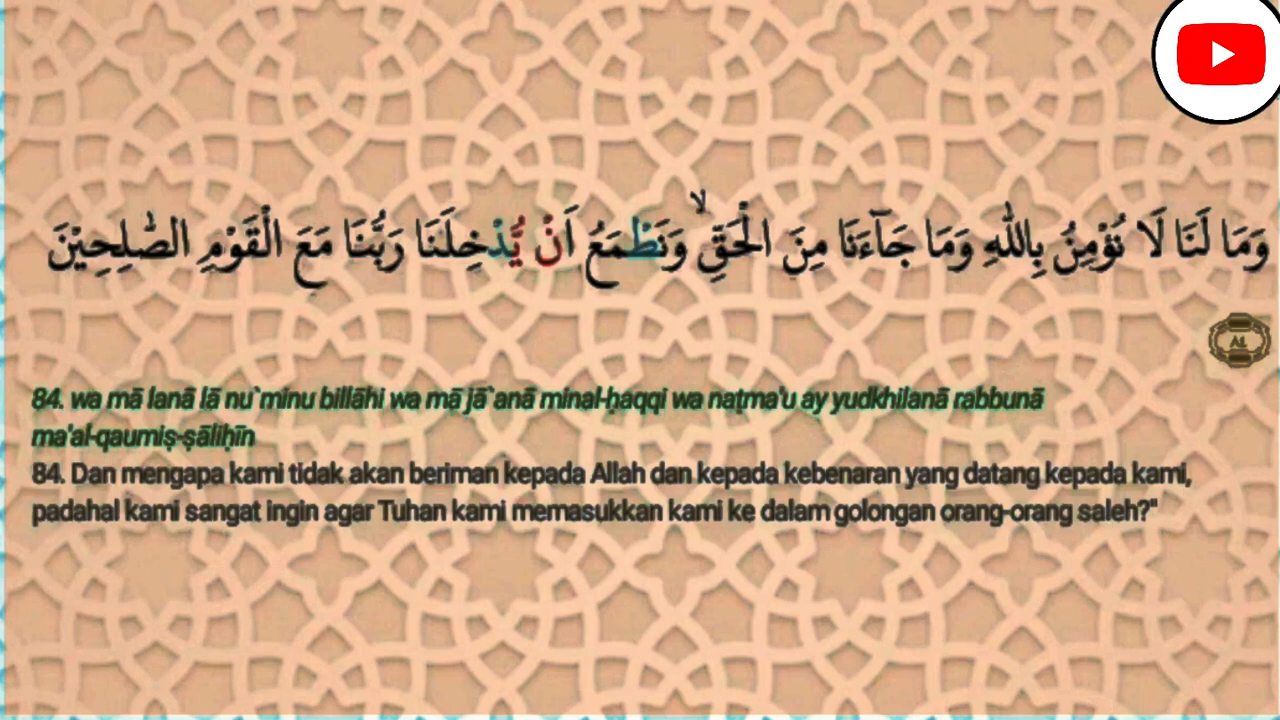 وَمَا لَنَا لَا نُؤْمِنُ بِاللّٰهِ وَمَا جَاۤءَنَا مِنَ الْحَقِّۙ وَنَطْمَعُ اَنْ يُّدْخِلَنَا رَبُّنَا مَعَ الْقَوْمِ الصّٰلِحِيْنَ
AL
84. wa mā lanā lā nu`minu billāhi wa mā jā`anā minal-ḥaqqi wa naṭma'u ay yudkhilanā rabbunā
ma'al-qaumiṣ-ṣāliḥīn
84. Dan mengapa kami tidak akan beriman kepada Allah dan kepada kebenaran yang datang kepada kami,
padahal kami sangat ingin agar Tuhan kami memasukkan kami ke dalam golongan orang-orang saleh?"